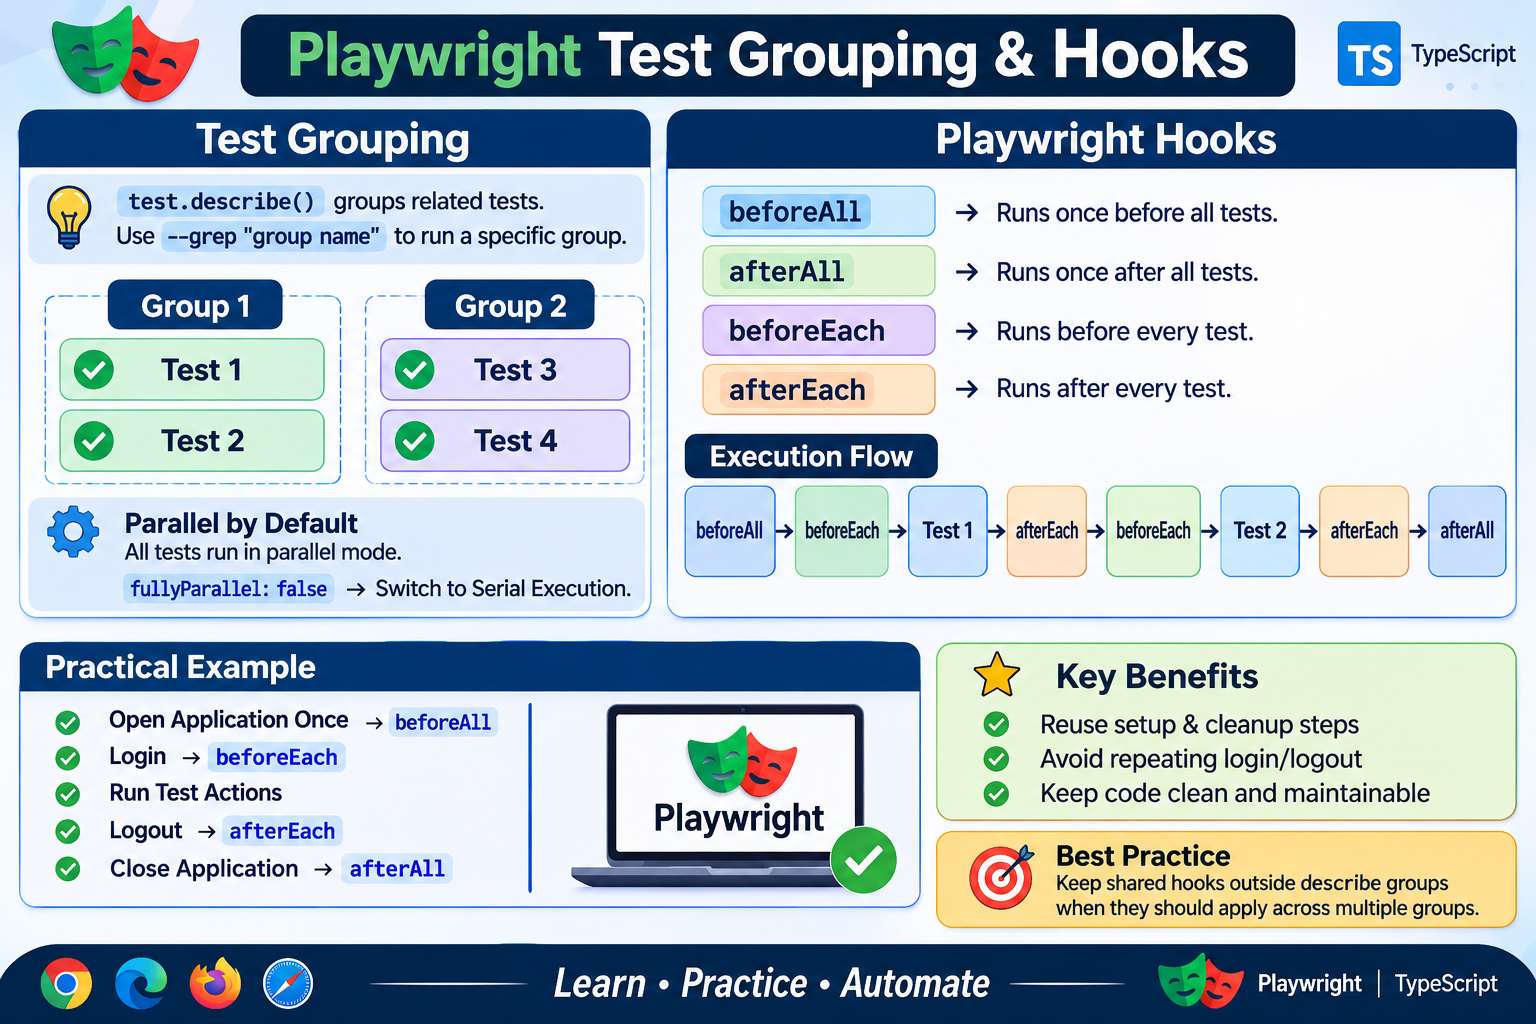 Playwright Test Grouping & Hooks
TS TypeScript
Test Grouping
test.describe() groups related tests.
Use --grep "group name" to run a specific group.
Group 1
Test 1
Test 2
Group 2
Test 3
Test 4
Parallel by Default
All tests run in parallel mode.
fullyParallel: false → Switch to Serial Execution.
Playwright Hooks
beforeAll → Runs once before all tests.
afterAll → Runs once after all tests.
beforeEach → Runs before every test.
afterEach → Runs after every test.
Execution Flow
beforeAll → beforeEach → Test 1 → afterEach → beforeEach → Test 2 → afterEach → afterAll
Practical Example
Open Application Once → beforeAll
Login → beforeEach
Run Test Actions
Logout → afterEach
Close Application → afterAll
Playwright
Key Benefits
Reuse setup & cleanup steps
Avoid repeating login/logout
Keep code clean and maintainable
Best Practice
Keep shared hooks outside describe groups
when they should apply across multiple groups.
Learn • Practice • Automate
Playwright | TypeScript